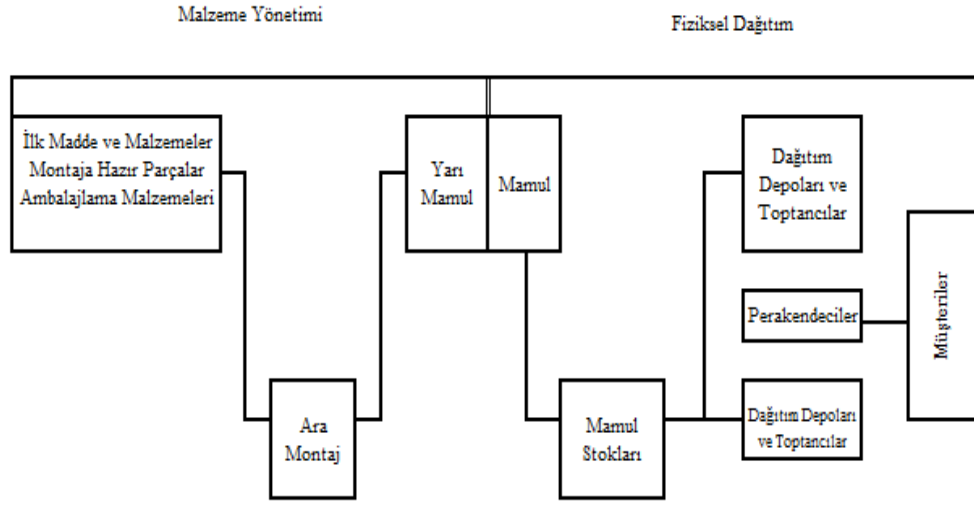 Malzeme Yönetimi
Fiziksel Dağıtım
İlk Madde ve Malzemeler
Montaja Hazır Parçalar
Ambalajlama Malzemeleri
Yarı
Mamul
Mamul
Dağıtım
Depoları ve
Toptancılar
Perakendeciler
Müşteriler
Ara
Montaj
Mamul
Stokları
Dağıtım Depoları
ve Toptancılar